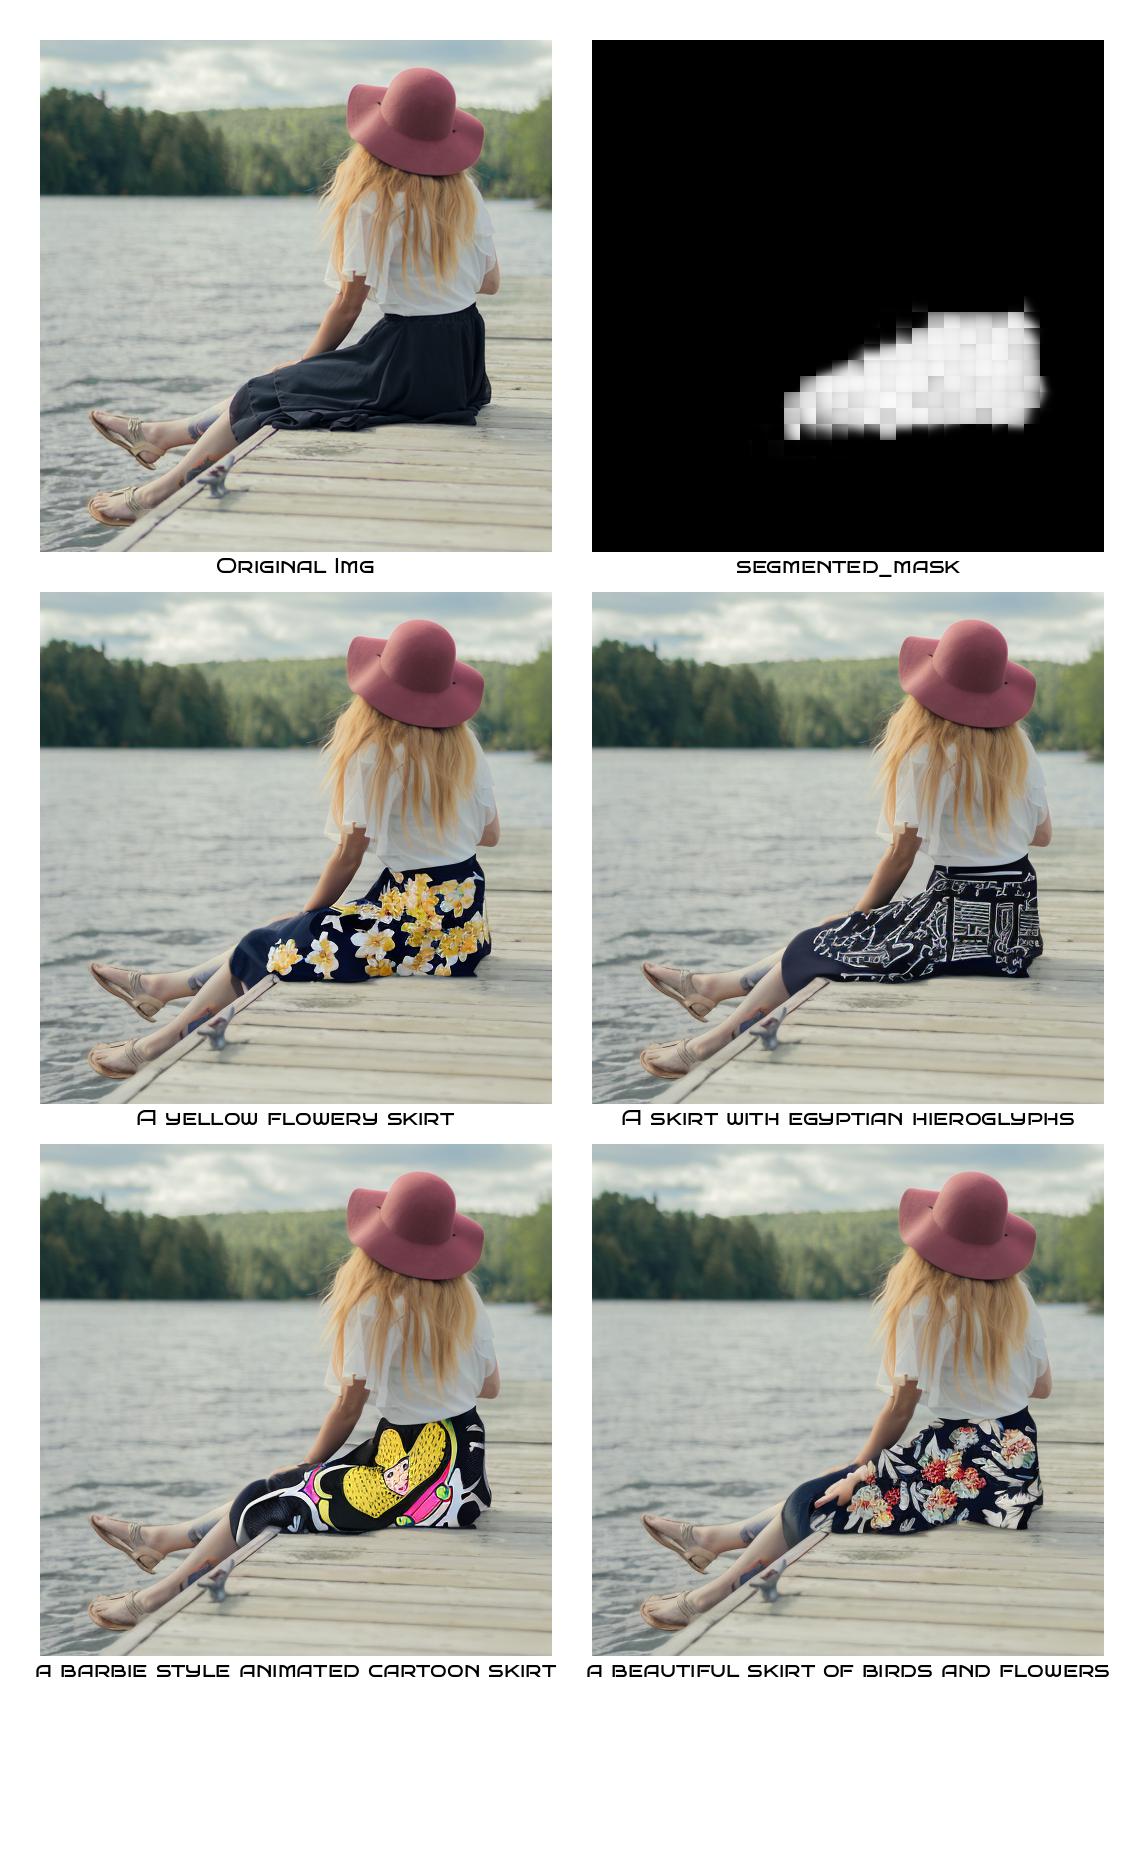 Original Img
segmented_mask
A yellow flowery skirt
A skirt with Egyptian hieroglyphs
a barbie style animated cartoon skirt
a beautiful skirt of birds and flowers